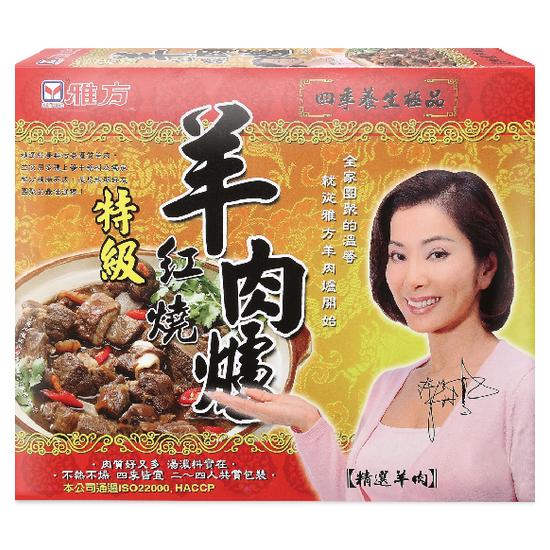 雅方
四季養生極品
特級
紅燒
羊肉爐
全家團聚的溫馨
就從雅方羊肉爐開始
·肉質好又多 湯濃料實在·
·不熱不燥 四季皆宜 二～四人共賞包裝·
本公司通過ISO22000, HACCP
【精選羊肉】